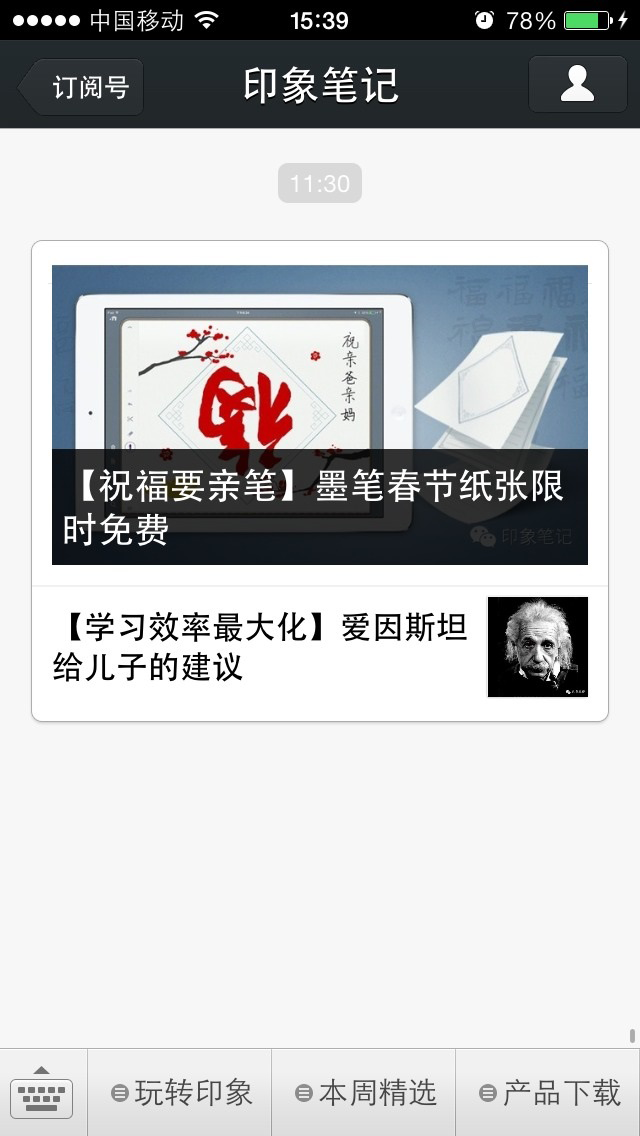 中国移动 15:39 78%
订阅号 印象笔记
11:30
祝亲爸亲妈
福
【祝福要亲笔】墨笔春节纸张限
时免费
印象笔记
【学习效率最大化】爱因斯坦
给儿子的建议
玩转印象 本周精选 产品下载